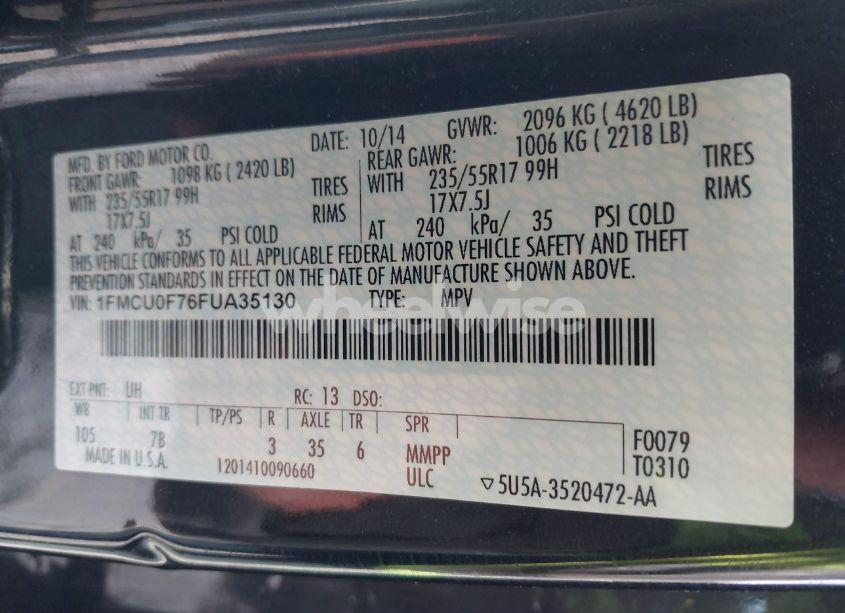 MFD. BY FORD MOTOR CO. DATE: 10/14 GVWR: 2096 KG ( 4620 LB)
FRONT GAWR: 1098 KG ( 2420 LB) REAR GAWR: 1006 KG ( 2218 LB)
WITH 235/55R17 99H TIRES WITH 235/55R17 99H TIRES
17X7.5J RIMS 17X7.5J RIMS
AT 240 kPa/ 35 PSI COLD AT 240 kPa/ 35 PSI COLD
THIS VEHICLE CONFORMS TO ALL APPLICABLE FEDERAL MOTOR VEHICLE SAFETY AND THEFT
PREVENTION STANDARDS IN EFFECT ON THE DATE OF MANUFACTURE SHOWN ABOVE.
VIN: 1FMCU0F76FUA35130 TYPE: MPV
wheelwise
EXT PNT: UH RC: 13 DSO:
WB INT TR TP/PS R AXLE TR SPR
105 7B 3 35 6 MMPP F0079
MADE IN U.S.A. 1201410090660 ULC T0310
▽5U5A-3520472-AA